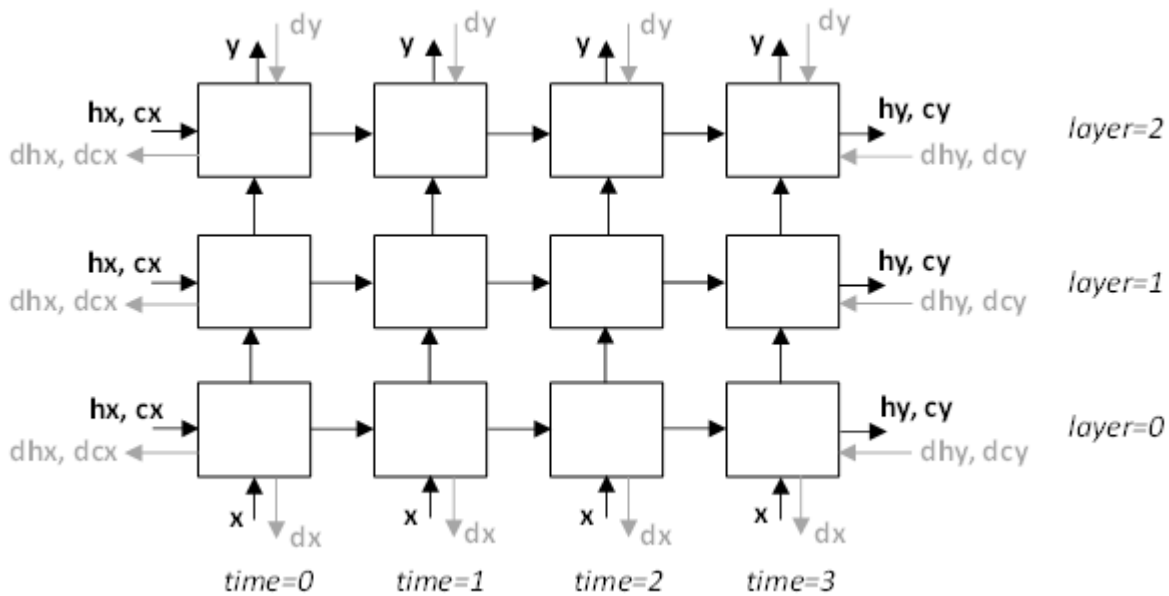 dy dy dy dy
y y y y
hx, cx hy, cy layer=2
dhx, dcx dhy, dcy
hx, cx hy, cy layer=1
dhx, dcx dhy, dcy
hx, cx hy, cy layer=0
dhx, dcx dhy, dcy
x x x x
dx dx dx dx
time=0 time=1 time=2 time=3